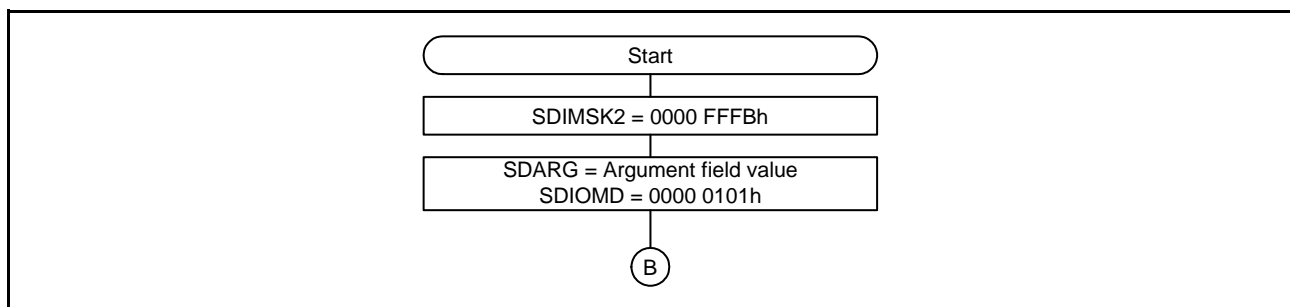 Start
SDIMSK2 = 0000 FFFBh
SDARG = Argument field value
SDIOMD = 0000 0101h
B